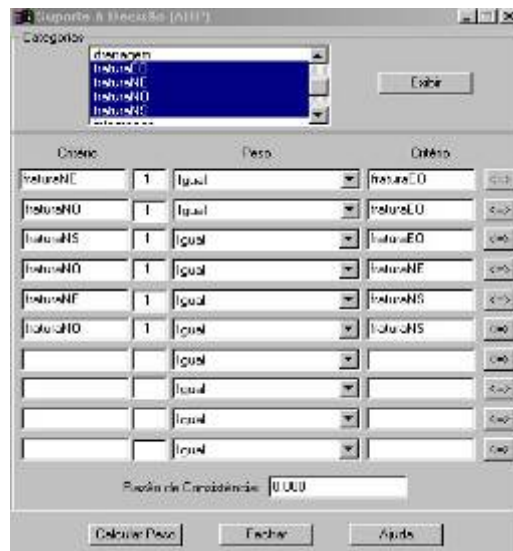 Suporte à Decisão (AHP)
Categorias
drenagem
fraturaEO
fraturaNE
fraturaNO
fraturaNS
Exibir
Critério Peso Critério
fraturaNE 1 Igual fraturaEO <=>
fraturaNO 1 Igual fraturaEO <=>
fraturaNS 1 Igual fraturaEO <=>
fraturaNO 1 Igual fraturaNE <=>
fraturaNE 1 Igual fraturaNS <=>
fraturaNO 1 Igual fraturaNS <=>
Igual <=>
Igual <=>
Igual <=>
Igual <=>
Razão de Consistência: 0.000
Calcular Peso Fechar Ajuda